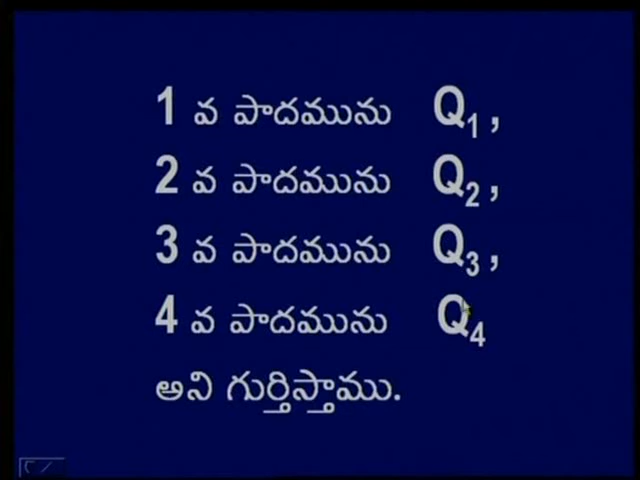 1 వ పాదమును Q₁ ,
2 వ పాదమును Q₂ ,
3 వ పాదమును Q₃ ,
4 వ పాదమును Q₄
అని గుర్తిస్తాము.